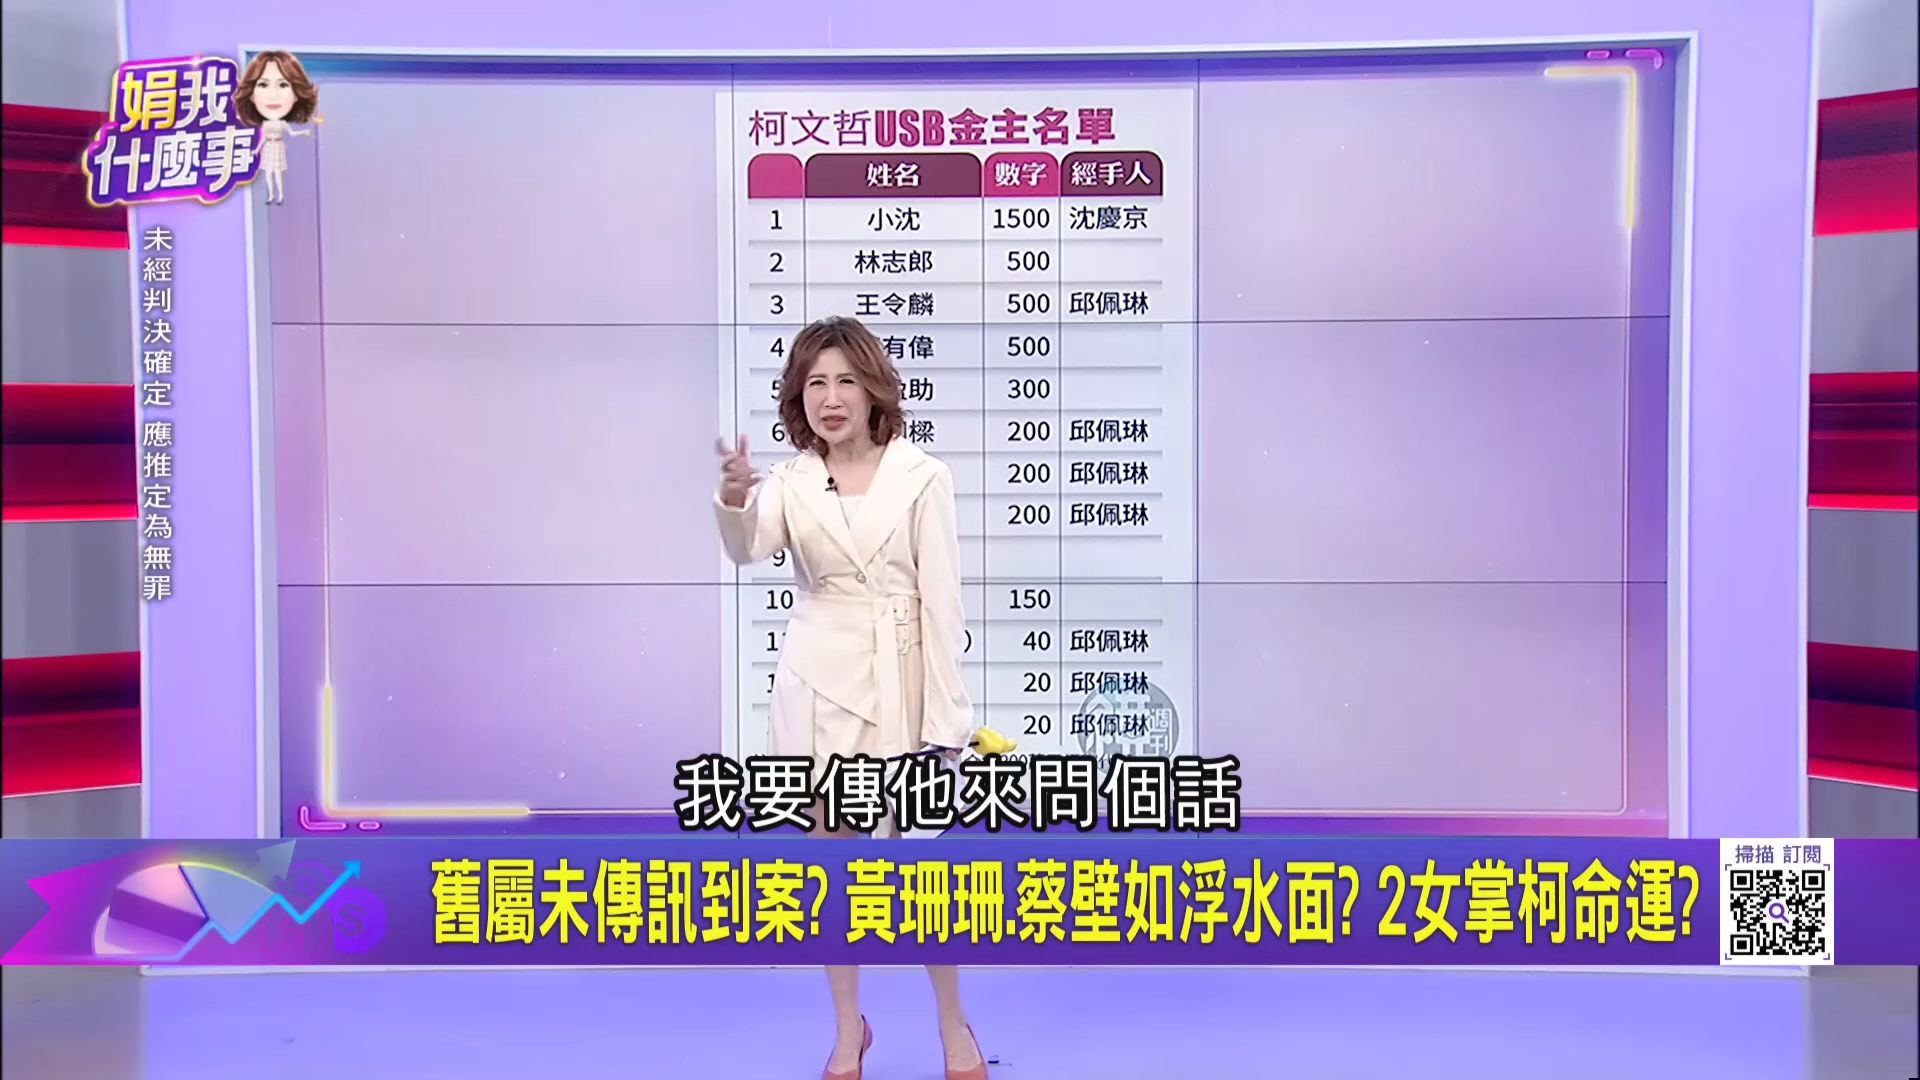 娟我
什麼事
未經判決確定 應推定為無罪
柯文哲USB金主名單
姓名 數字 經手人
1 小沈 1500 沈慶京
2 林志郎 500
3 王令麟 500 邱佩琳
4 有偉 500
助 300
6 樑 200 邱佩琳
200 邱佩琳
200 邱佩琳
9
10 150
) 40 邱佩琳
20 邱佩琳
20 邱佩琳
週刊
我要傳他來問個話
舊屬未傳訊到案? 黃珊珊.蔡壁如浮水面? 2女掌柯命運?
掃描 訂閱